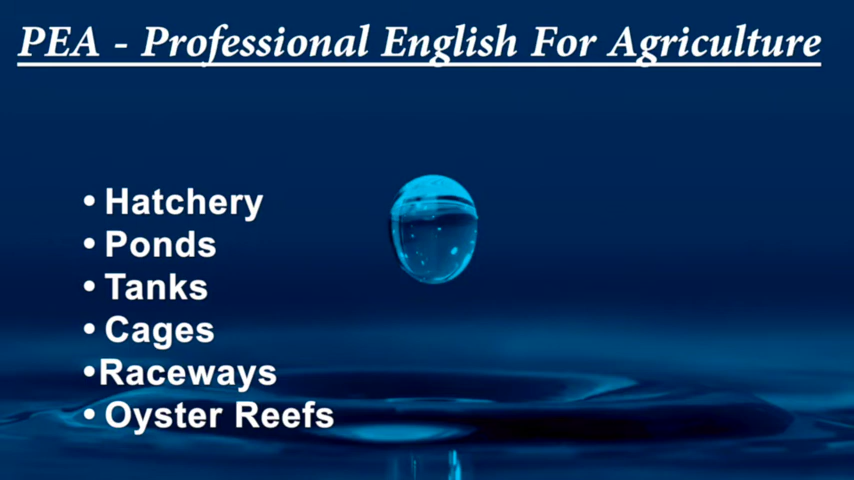 PEA - Professional English For Agriculture
• Hatchery
• Ponds
• Tanks
• Cages
•Raceways
• Oyster Reefs